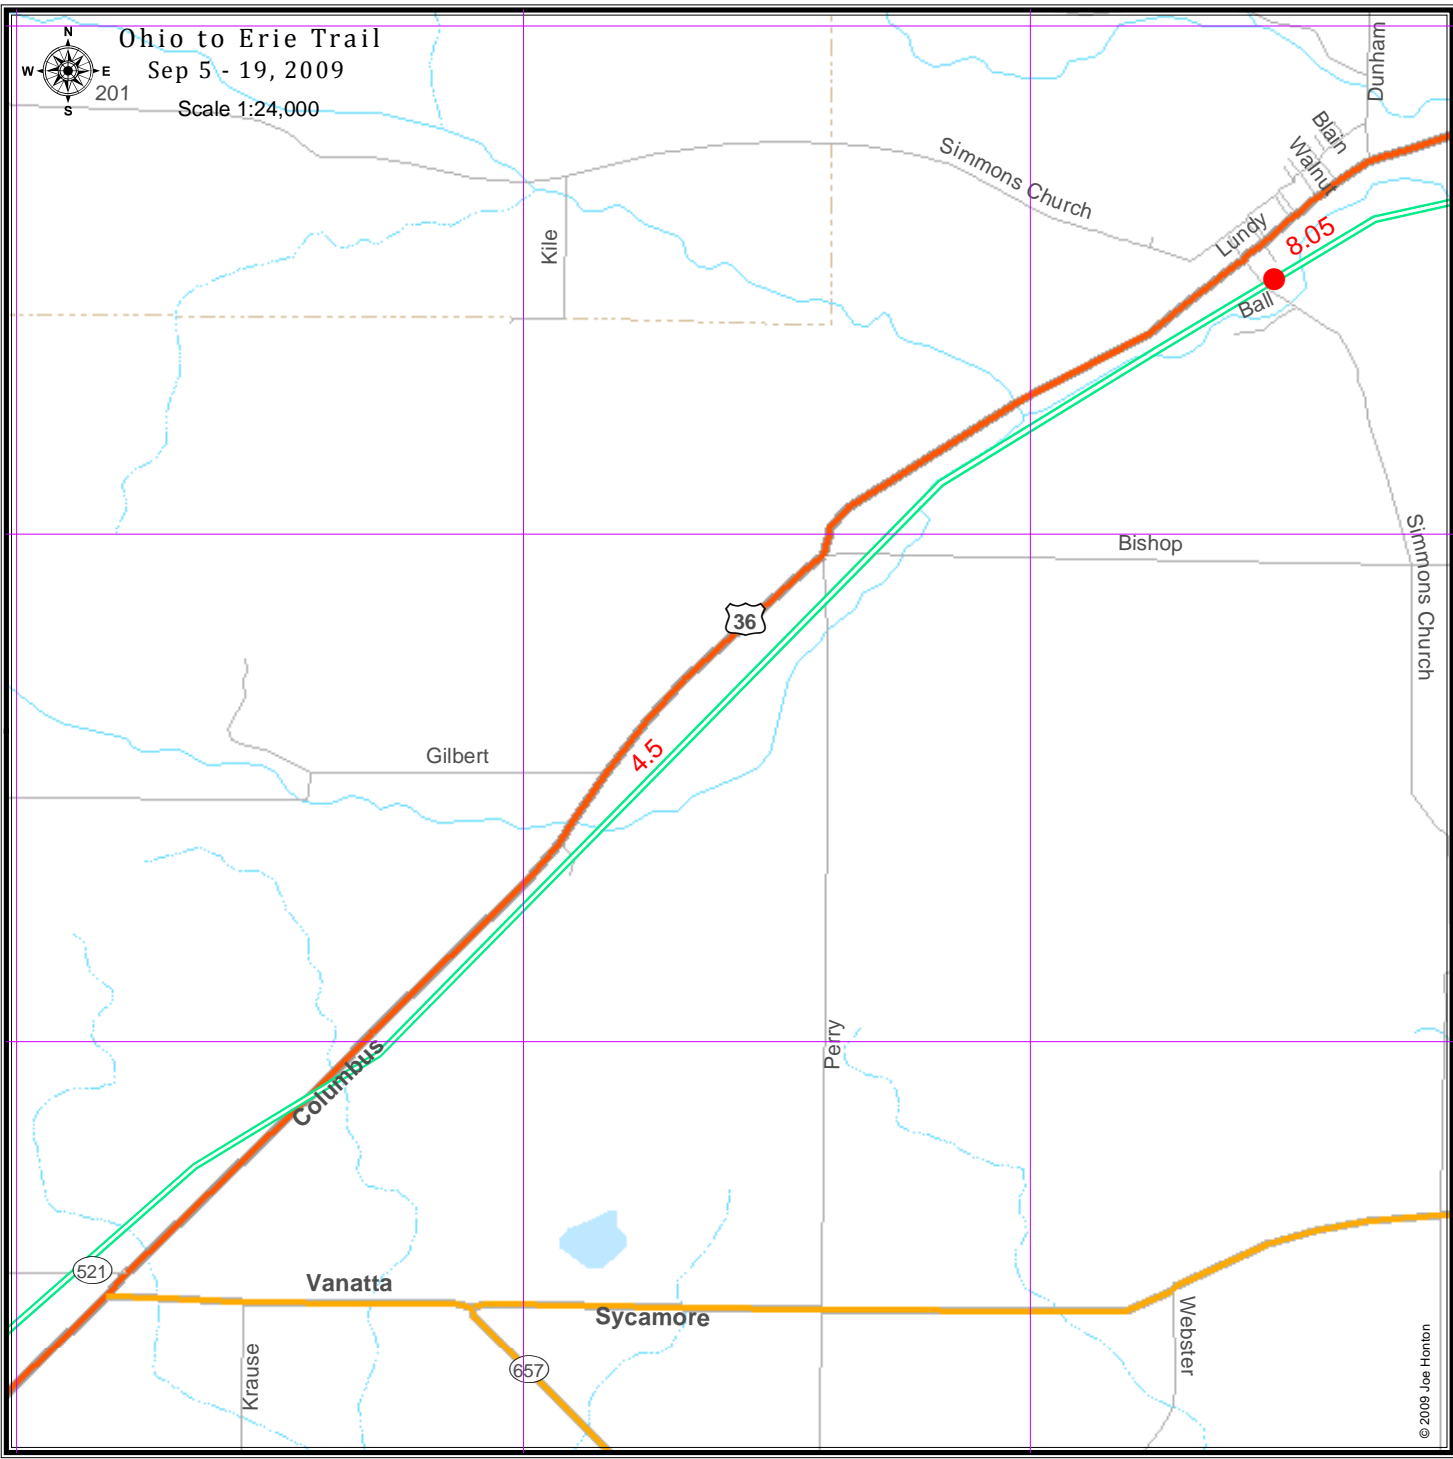 Ohio to Erie Trail
Sep 5 - 19, 2009
Scale 1:24,000
N
W
E
S
201
Dunham
Blain
Walnut
Simmons Church
Lundy
8.05
Ball
Kile
Bishop
Simmons Church
36
4.5
Gilbert
Perry
Columbus
521
Vanatta
Sycamore
Krause
657
Webster
© 2009 Joe Honton